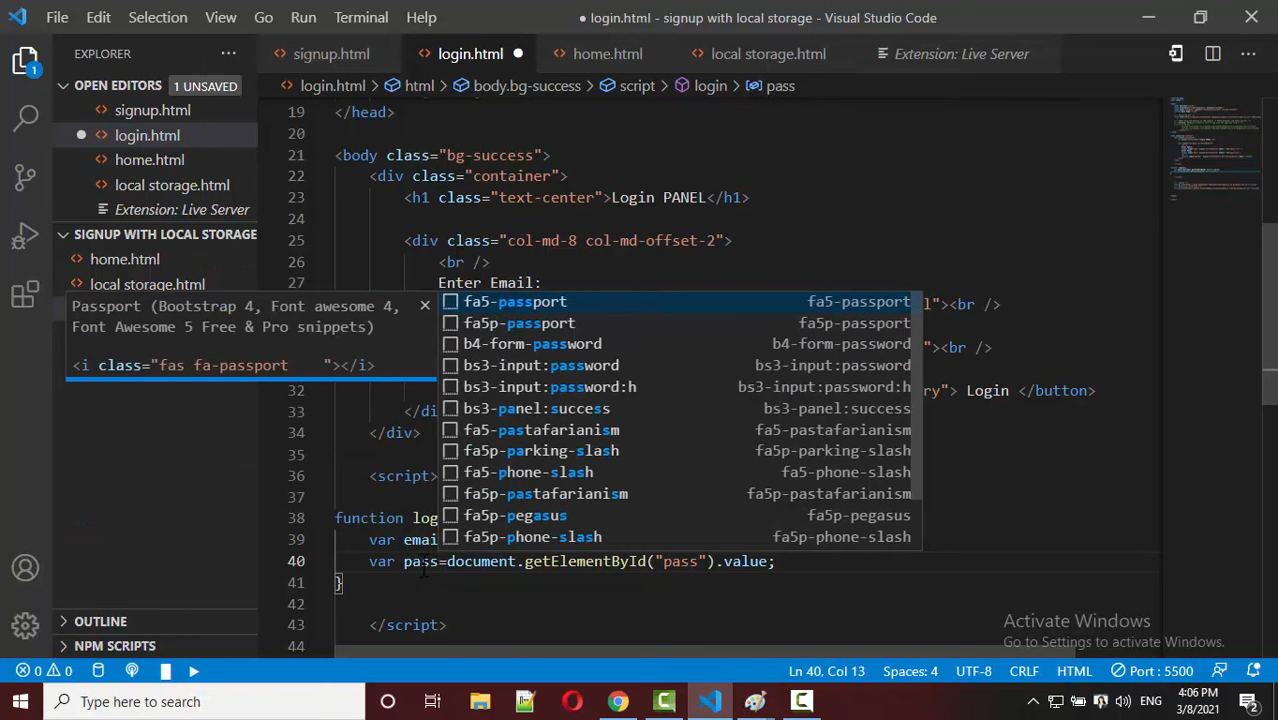 File Edit Selection View Go Run Terminal Help
● login.html - signup with local storage - Visual Studio Code
EXPLORER ···
signup.html login.html home.html local storage.html Extension: Live Server
OPEN EDITORS 1 UNSAVED
signup.html
login.html
home.html
local storage.html
Extension: Live Server
SIGNUP WITH LOCAL STORAGE
home.html
local storage.html
1
login.html > html > body.bg-success > script > login > pass
19 </head>
20
21 <body class="bg-success">
22 <div class="container">
23 <h1 class="text-center">Login PANEL</h1>
24
25 <div class="col-md-8 col-md-offset-2">
26 <br />
27 Enter Email:
l"><br />
"><br />
32 ry"> Login </button>
33 </di
34 </div>
35
36 <script>
37
38 function log
39 var emai
40 var pass=document.getElementById("pass").value;
41 }
42
43 </script>
44
Passport (Bootstrap 4, Font awesome 4,
Font Awesome 5 Free & Pro snippets)
<i class="fas fa-passport "></i>
fa5-passport fa5-passport
fa5p-passport fa5p-passport
b4-form-password b4-form-password
bs3-input:password bs3-input:password
bs3-input:password:h bs3-input:password:h
bs3-panel:success bs3-panel:success
fa5-pastafarianism fa5-pastafarianism
fa5p-parking-slash fa5p-parking-slash
fa5-phone-slash fa5-phone-slash
fa5p-pastafarianism fa5p-pastafarianism
fa5p-pegasus fa5p-pegasus
fa5p-phone-slash fa5p-phone-slash
OUTLINE
NPM SCRIPTS
Activate Windows
Go to Settings to activate Windows.
0 0 Ln 40, Col 13 Spaces: 4 UTF-8 CRLF HTML Port : 5500
Type here to search
ENG
4:06 PM
3/8/2021
2